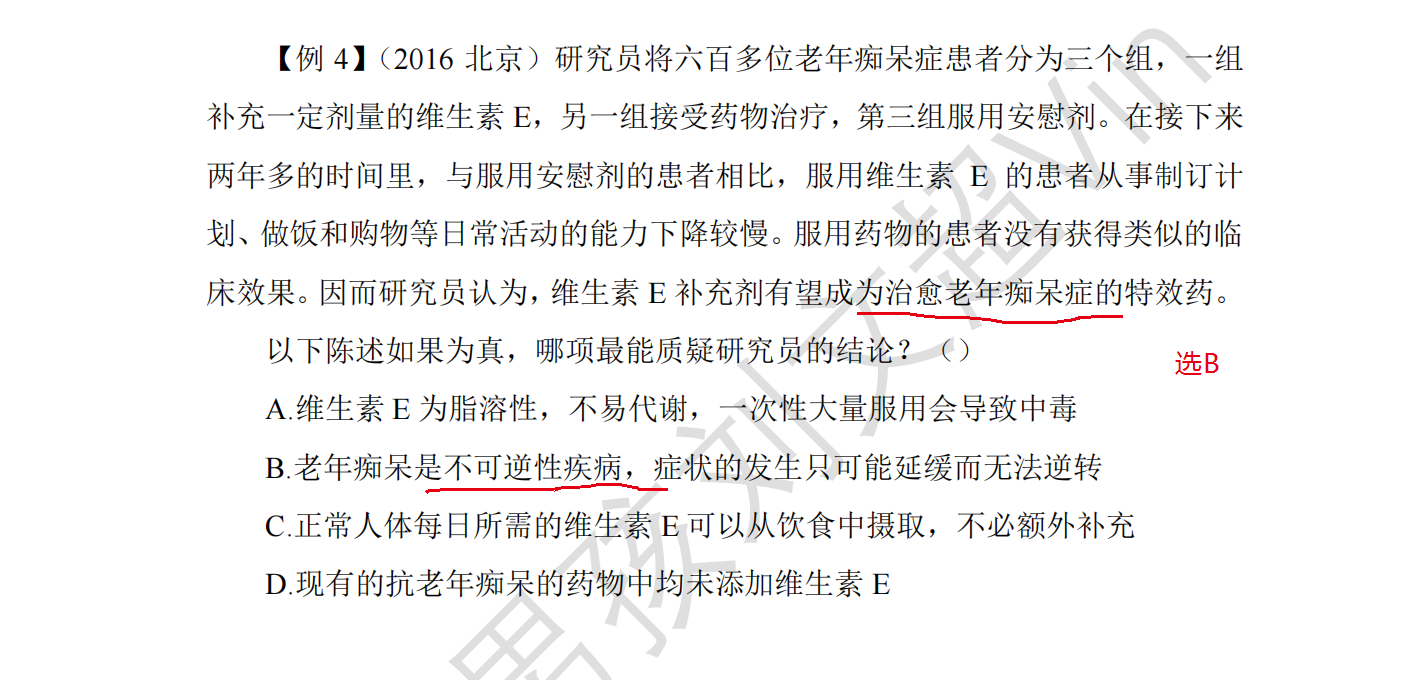 【例 4】（2016 北京）研究员将六百多位老年痴呆症患者分为三个组，一组
补充一定剂量的维生素 E，另一组接受药物治疗，第三组服用安慰剂。在接下来
两年多的时间里，与服用安慰剂的患者相比，服用维生素 E 的患者从事制订计
划、做饭和购物等日常活动的能力下降较慢。服用药物的患者没有获得类似的临
床效果。因而研究员认为，维生素 E 补充剂有望成为治愈老年痴呆症的特效药。
以下陈述如果为真，哪项最能质疑研究员的结论？（）
选B
A.维生素 E 为脂溶性，不易代谢，一次性大量服用会导致中毒
B.老年痴呆是不可逆性疾病，症状的发生只可能延缓而无法逆转
C.正常人体每日所需的维生素 E 可以从饮食中摄取，不必额外补充
D.现有的抗老年痴呆的药物中均未添加维生素 E
男孩刘文超Vin